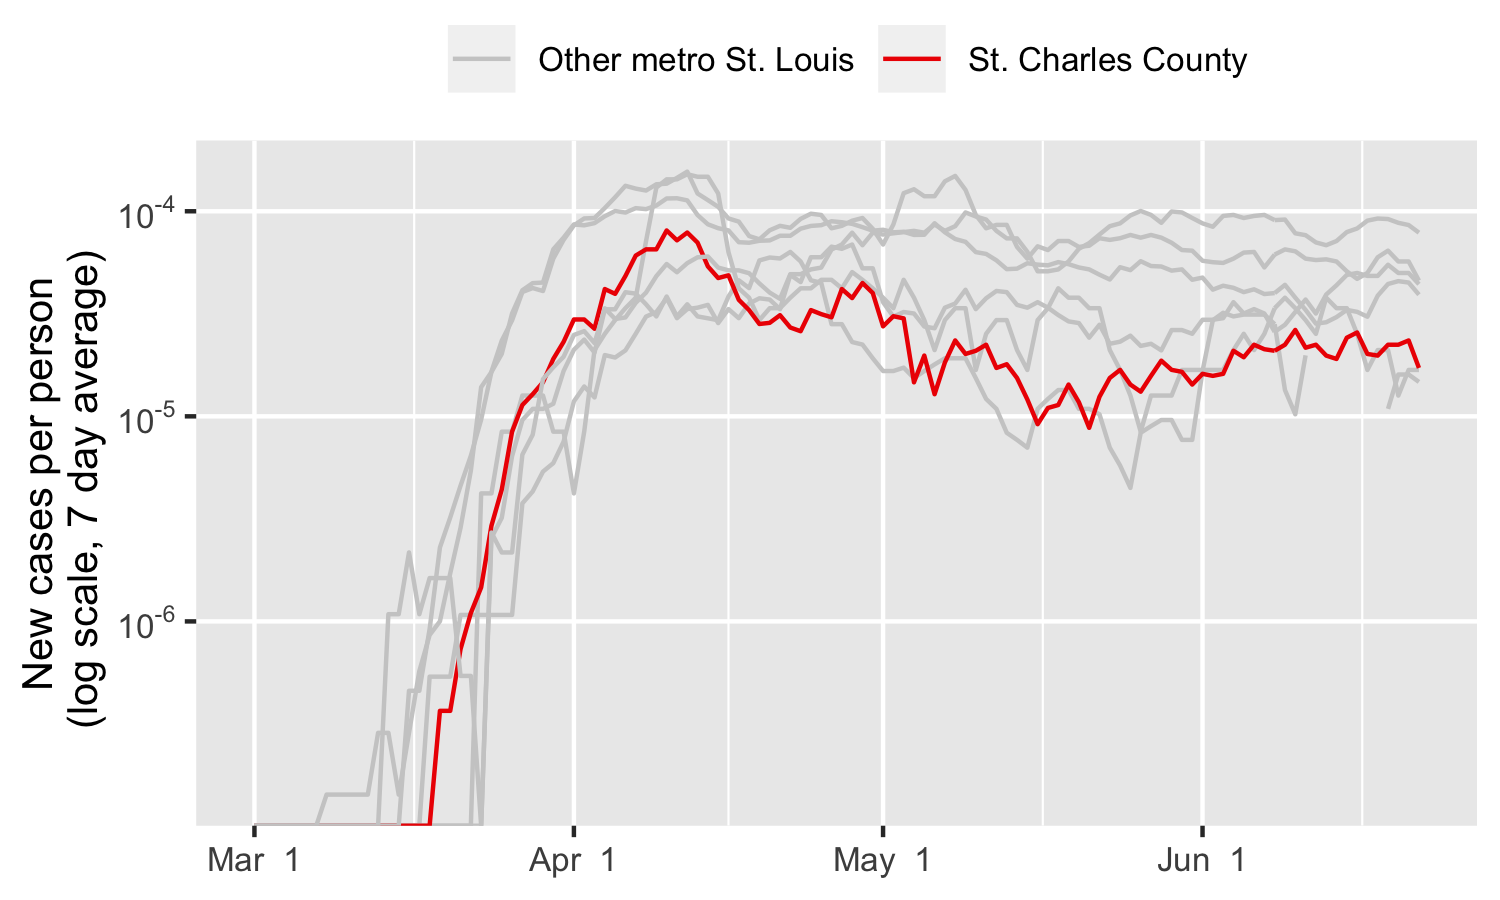 Other metro St. Louis St. Charles County
New cases per person
(log scale, 7 day average)
10-4
10-5
10-6
Mar 1 Apr 1 May 1 Jun 1